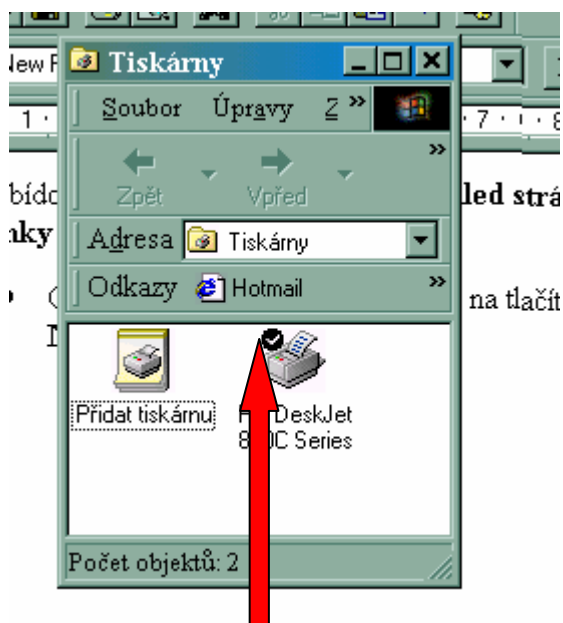 New
Tiskárny
Soubor Úpravy Z »
1 · · 7 · ı · 8
Zpět Vpřed »
led strá
Adresa Tiskárny
nky
Odkazy Hotmail »
na tlačít
Přidat tiskárnu DeskJet
C Series
Počet objektů: 2